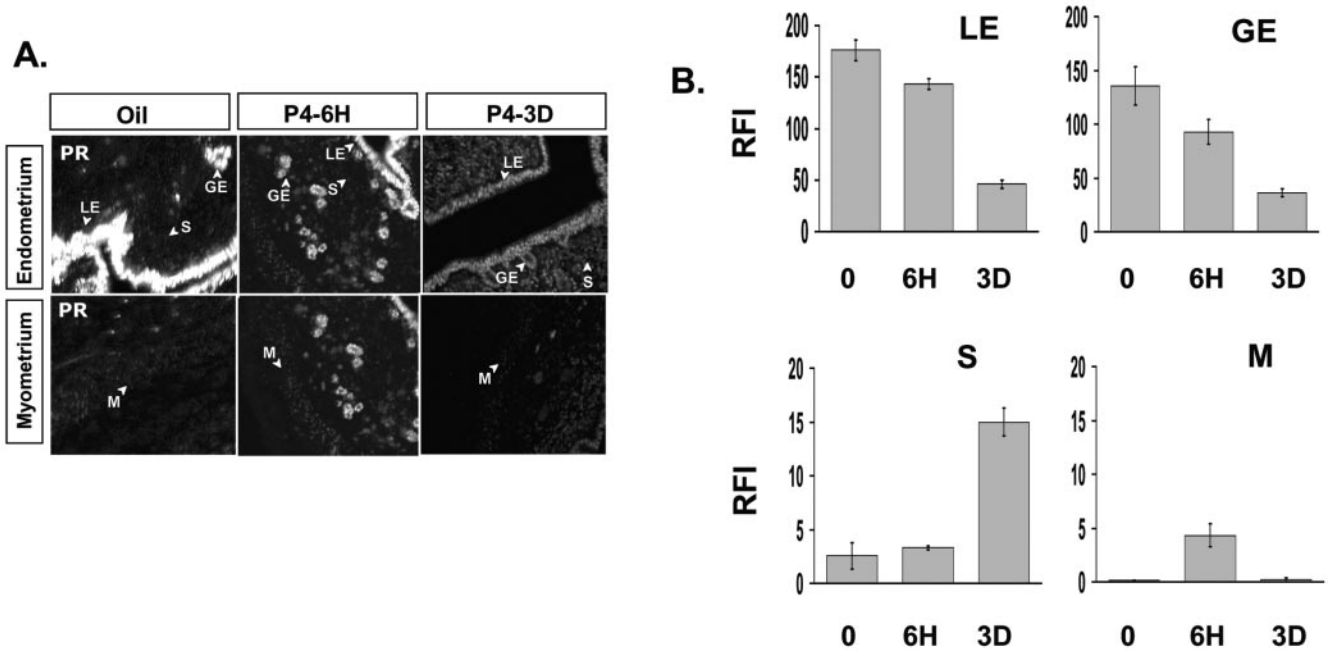 A.
Oil P4-6H P4-3D
Endometrium
PR
LE
GE
S
LE
GE
S
LE
GE
S
Myometrium
PR
M
M
M
B.
LE
RFI
200
150
100
50
0
0 6H 3D
GE
200
150
100
50
0
0 6H 3D
S
RFI
20
15
10
5
0
0 6H 3D
M
20
15
10
5
0
0 6H 3D